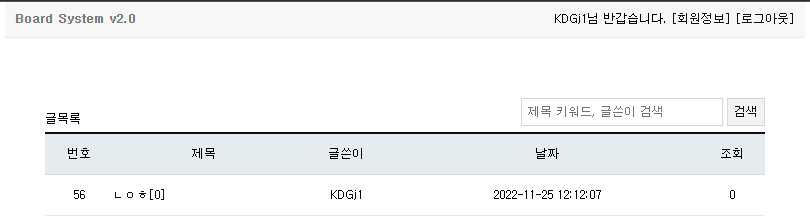 Board System v2.0 KDGj1님 반갑습니다. [회원정보] [로그아웃]
글목록 제목 키워드, 글쓴이 검색 검색
번호 제목 글쓴이 날짜 조회
56 ㄴㅇㅎ[0] KDGj1 2022-11-25 12:12:07 0